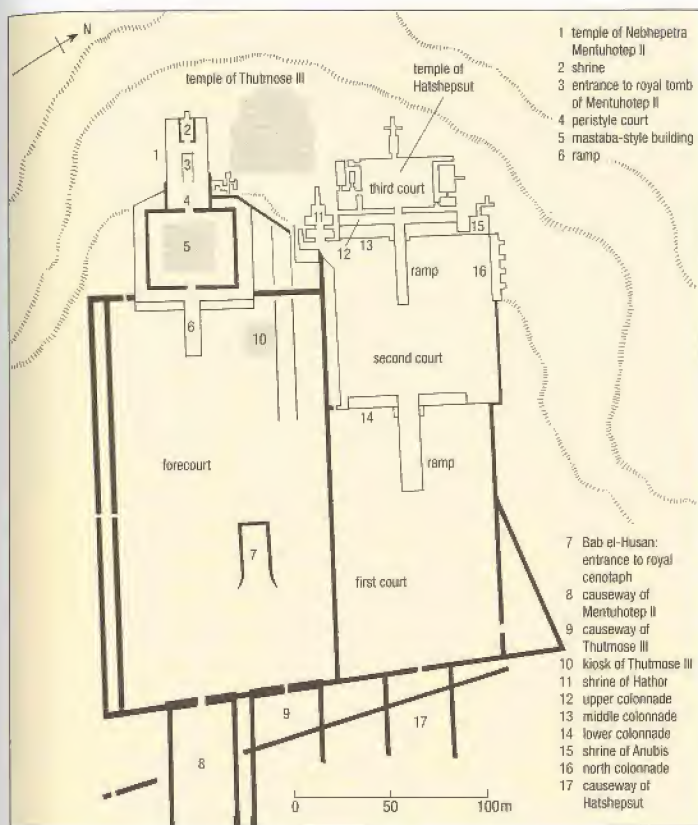 N
1 temple of Nebhepetra
Mentuhotep II
2 shrine
3 entrance to royal tomb
of Mentuhotep II
4 peristyle court
5 mastaba-style building
6 ramp
temple of Thutmose III
temple of
Hatshepsut
1
2
3
4
5
6
third court
11
12
13
15
16
ramp
10
second court
14
ramp
forecourt
7
first court
7 Bab el-Husan:
entrance to royal
cenotaph
8 causeway of
Mentuhotep II
9 causeway of
Thutmose III
10 kiosk of Thutmose III
11 shrine of Hathor
12 upper colonnade
13 middle colonnade
14 lower colonnade
15 shrine of Anubis
16 north colonnade
17 causeway of
Hatshepsut
9
17
8
0 50 100m